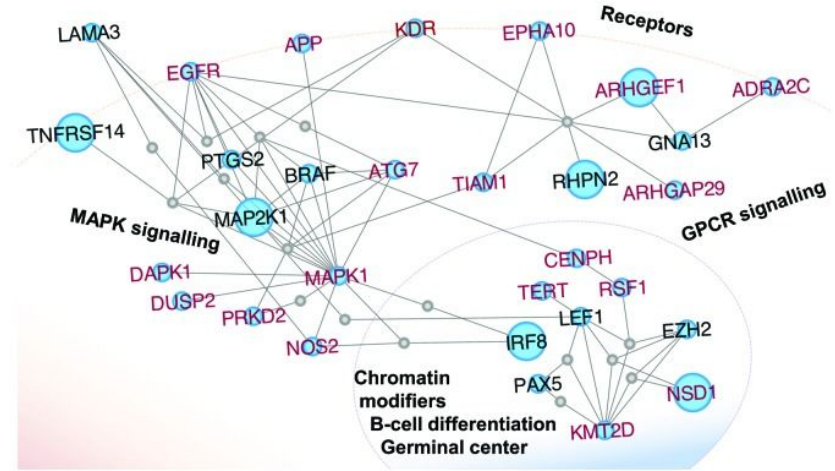 Receptors
LAMA3
APP
KDR
EPHA10
EGFR
ARHGEF1
ADRA2C
TNFRSF14
PTGS2
BRAF
ATG7
TIAM1
RHPN2
GNA13
ARHGAP29
MAP2K1
MAPK signalling
GPCR signalling
DAPK1
MAPK1
CENPH
DUSP2
PRKD2
TERT
RSF1
NOS2
LEF1
IRF8
EZH2
PAX5
NSD1
KMT2D
Chromatin
modifiers
B-cell differentiation
Germinal center